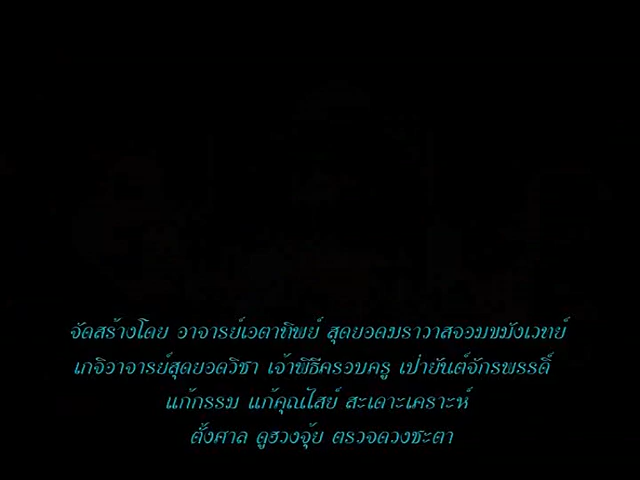 จัดสร้างโดย อาจารย์เวตาทิพย์ สุดยอดมราวาสจอมขมังเวทย์
เกจิอาจารย์สุดยอดวิชา เจ้าพิธีครอบครู เป่ายันต์จักรพรรดิ์
แก้กรรม แก้คุณไสย์ สะเดาะเคราะห์
ตั้งศาล ดูฮวงจุ้ย ตรวจดวงชะตา